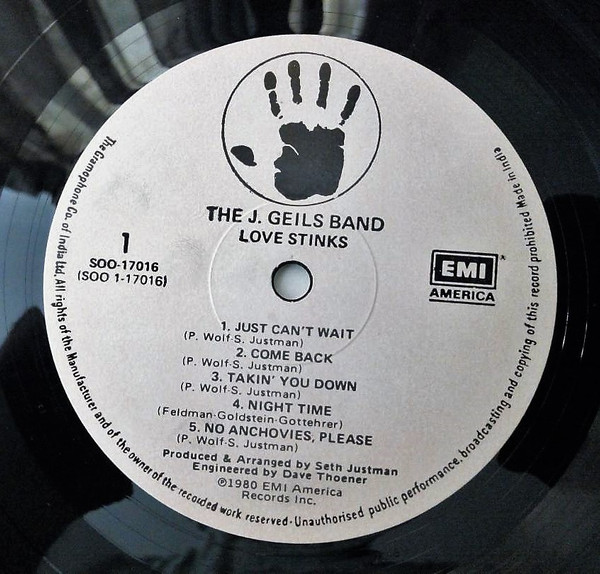 THE J. GEILS BAND
LOVE STINKS
1
SOO-17016
(SOO 1-17016)
EMI
AMERICA
1. JUST CAN'T WAIT
(P. Wolf-S. Justman)
2. COME BACK
(P. Wolf-S. Justman)
3. TAKIN' YOU DOWN
(P. Wolf-S. Justman)
4. NIGHT TIME
(Feldman-Goldstein-Gottehrer)
5. NO ANCHOVIES, PLEASE
(P. Wolf-S. Justman)
Produced & Arranged by Seth Justman
Engineered by Dave Thoener
℗1980 EMI America
Records Inc.
The Gramophone Co. of India Ltd. All rights of the Manufacturer and of the owner of the recorded work reserved-Unauthorised public performance, broadcasting and copying of this record prohibited Made in India